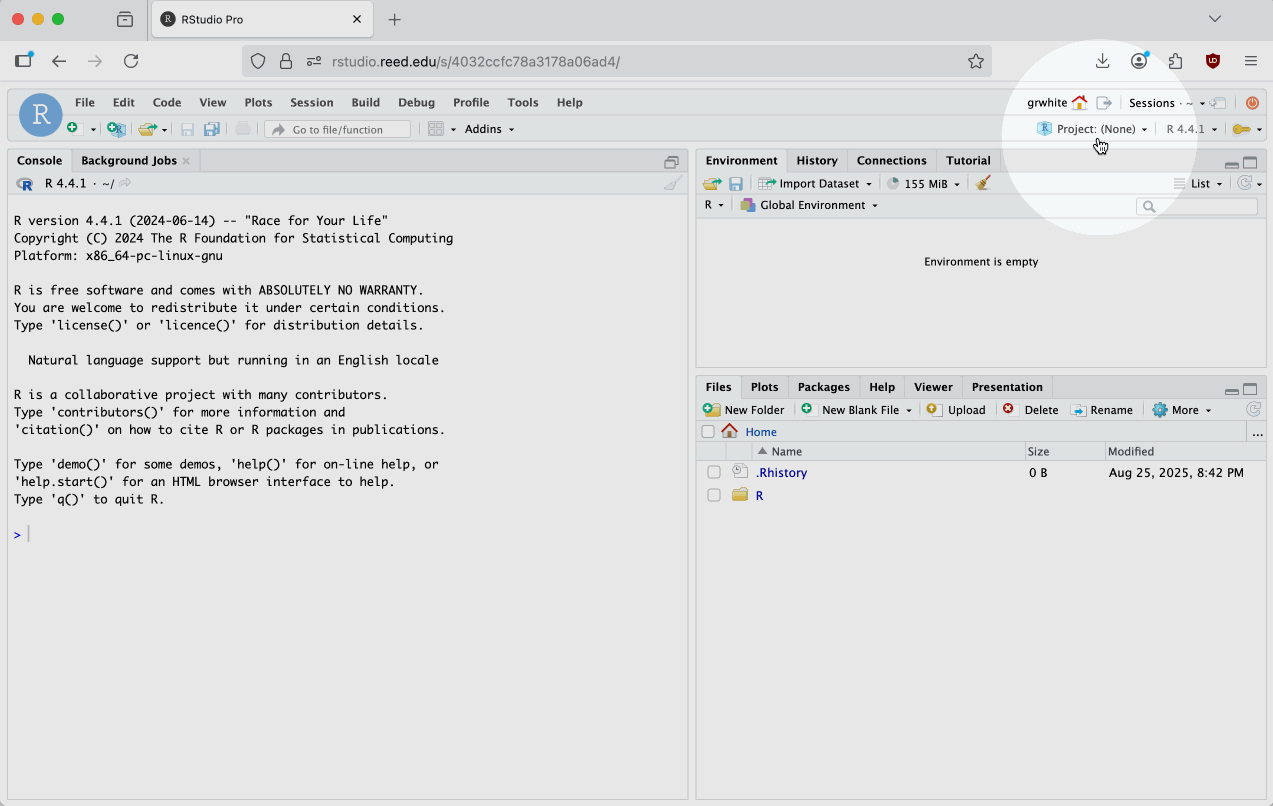 R RStudio Pro
rstudio.reed.edu/s/4032ccfc78a3178a06ad4/
R File Edit Code View Plots Session Build Debug Profile Tools Help grwhite Sessions · ~
Go to file/function Addins Project: (None) R 4.4.1
Console Background Jobs
R 4.4.1 · ~/
R version 4.4.1 (2024-06-14) -- "Race for Your Life"
Copyright (C) 2024 The R Foundation for Statistical Computing
Platform: x86_64-pc-linux-gnu
R is free software and comes with ABSOLUTELY NO WARRANTY.
You are welcome to redistribute it under certain conditions.
Type 'license()' or 'licence()' for distribution details.
Natural language support but running in an English locale
R is a collaborative project with many contributors.
Type 'contributors()' for more information and
'citation()' on how to cite R or R packages in publications.
Type 'demo()' for some demos, 'help()' for on-line help, or
'help.start()' for an HTML browser interface to help.
Type 'q()' to quit R.
>
Environment History Connections Tutorial
Import Dataset 155 MiB List
R Global Environment
Environment is empty
Files Plots Packages Help Viewer Presentation
New Folder New Blank File Upload Delete Rename More
Home ...
Name Size Modified
.Rhistory 0 B Aug 25, 2025, 8:42 PM
R